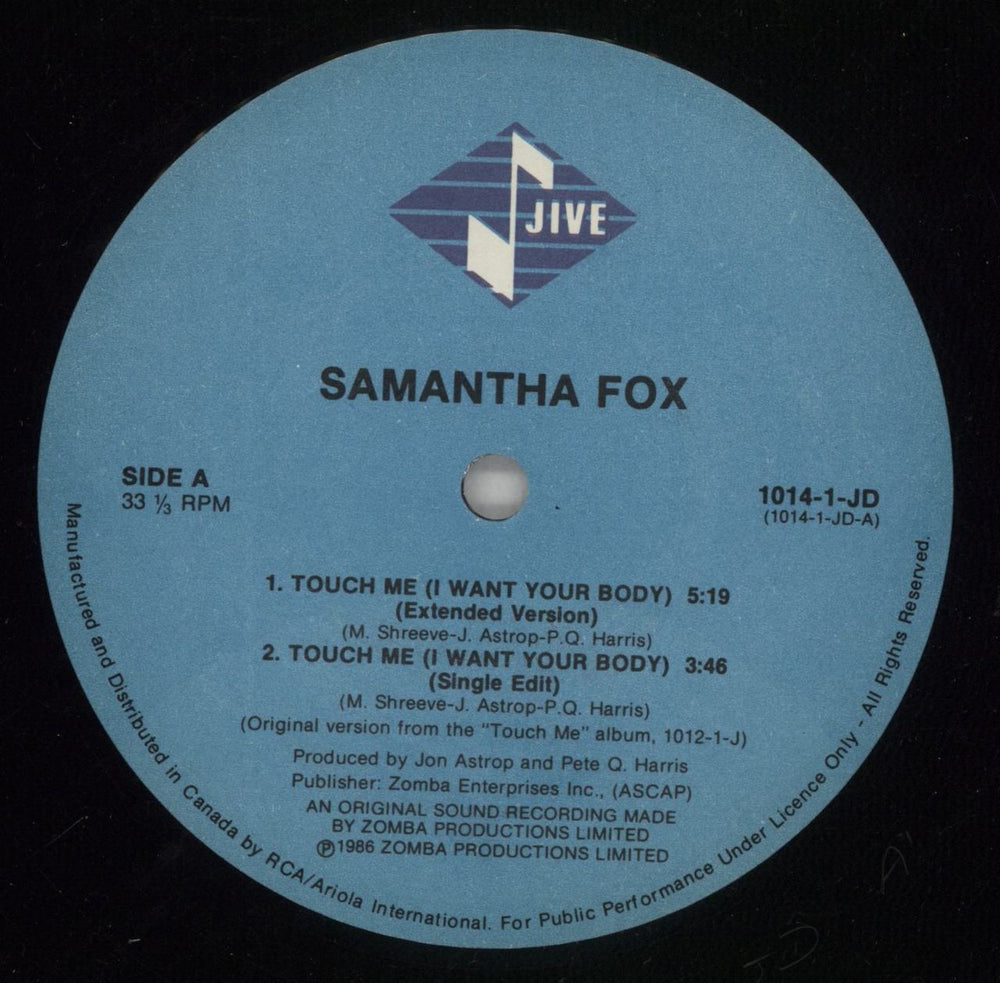 JIVE
SAMANTHA FOX
SIDE A
33 ⅓ RPM
1014-1-JD
(1014-1-JD-A)
1. TOUCH ME (I WANT YOUR BODY) 5:19
(Extended Version)
(M. Shreeve-J. Astrop-P.Q. Harris)
2. TOUCH ME (I WANT YOUR BODY) 3:46
(Single Edit)
(M. Shreeve-J. Astrop-P.Q. Harris)
(Original version from the "Touch Me" album, 1012-1-J)
Produced by Jon Astrop and Pete Q. Harris
Publisher: Zomba Enterprises Inc., (ASCAP)
AN ORIGINAL SOUND RECORDING MADE
BY ZOMBA PRODUCTIONS LIMITED
℗1986 ZOMBA PRODUCTIONS LIMITED
Manufactured and Distributed in Canada by RCA/Ariola International. For Public Performance Under Licence Only - All Rights Reserved.